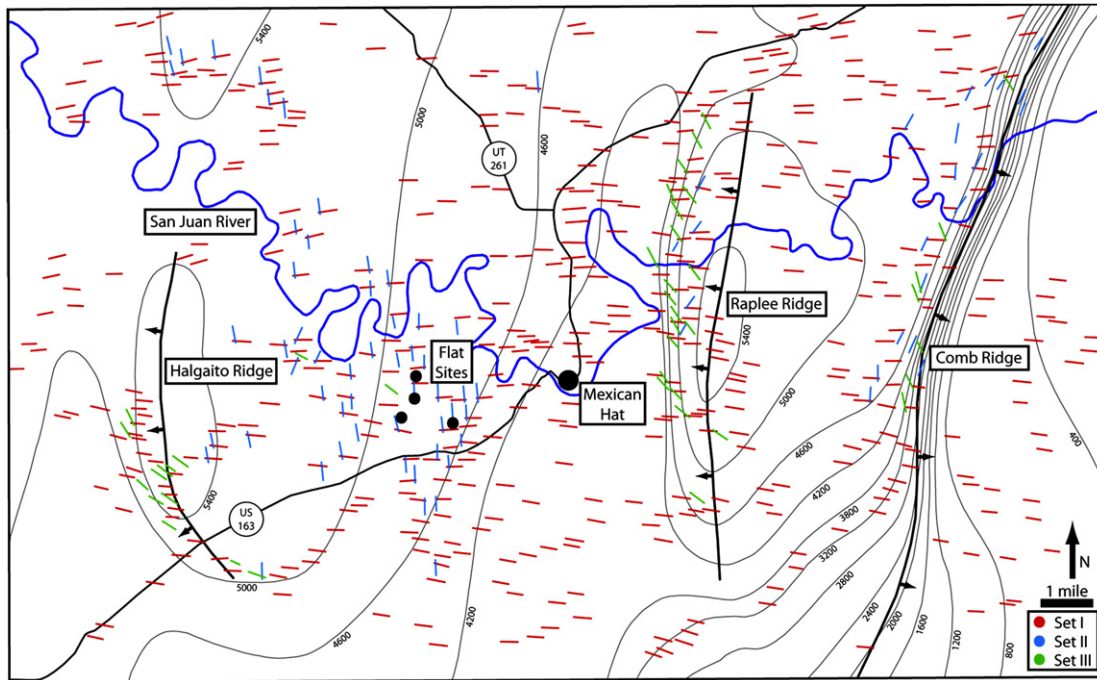 5400
5000
4600
UT
261
San Juan River
Halgaito Ridge
Flat
Sites
Mexican
Hat
Raplee Ridge
5400
Comb Ridge
5000
4600
4200
3800
3200
2800
2400
2000
1600
1200
800
400
5400
US
163
5000
4600
4200
N
1 mile
Set I
Set II
Set III